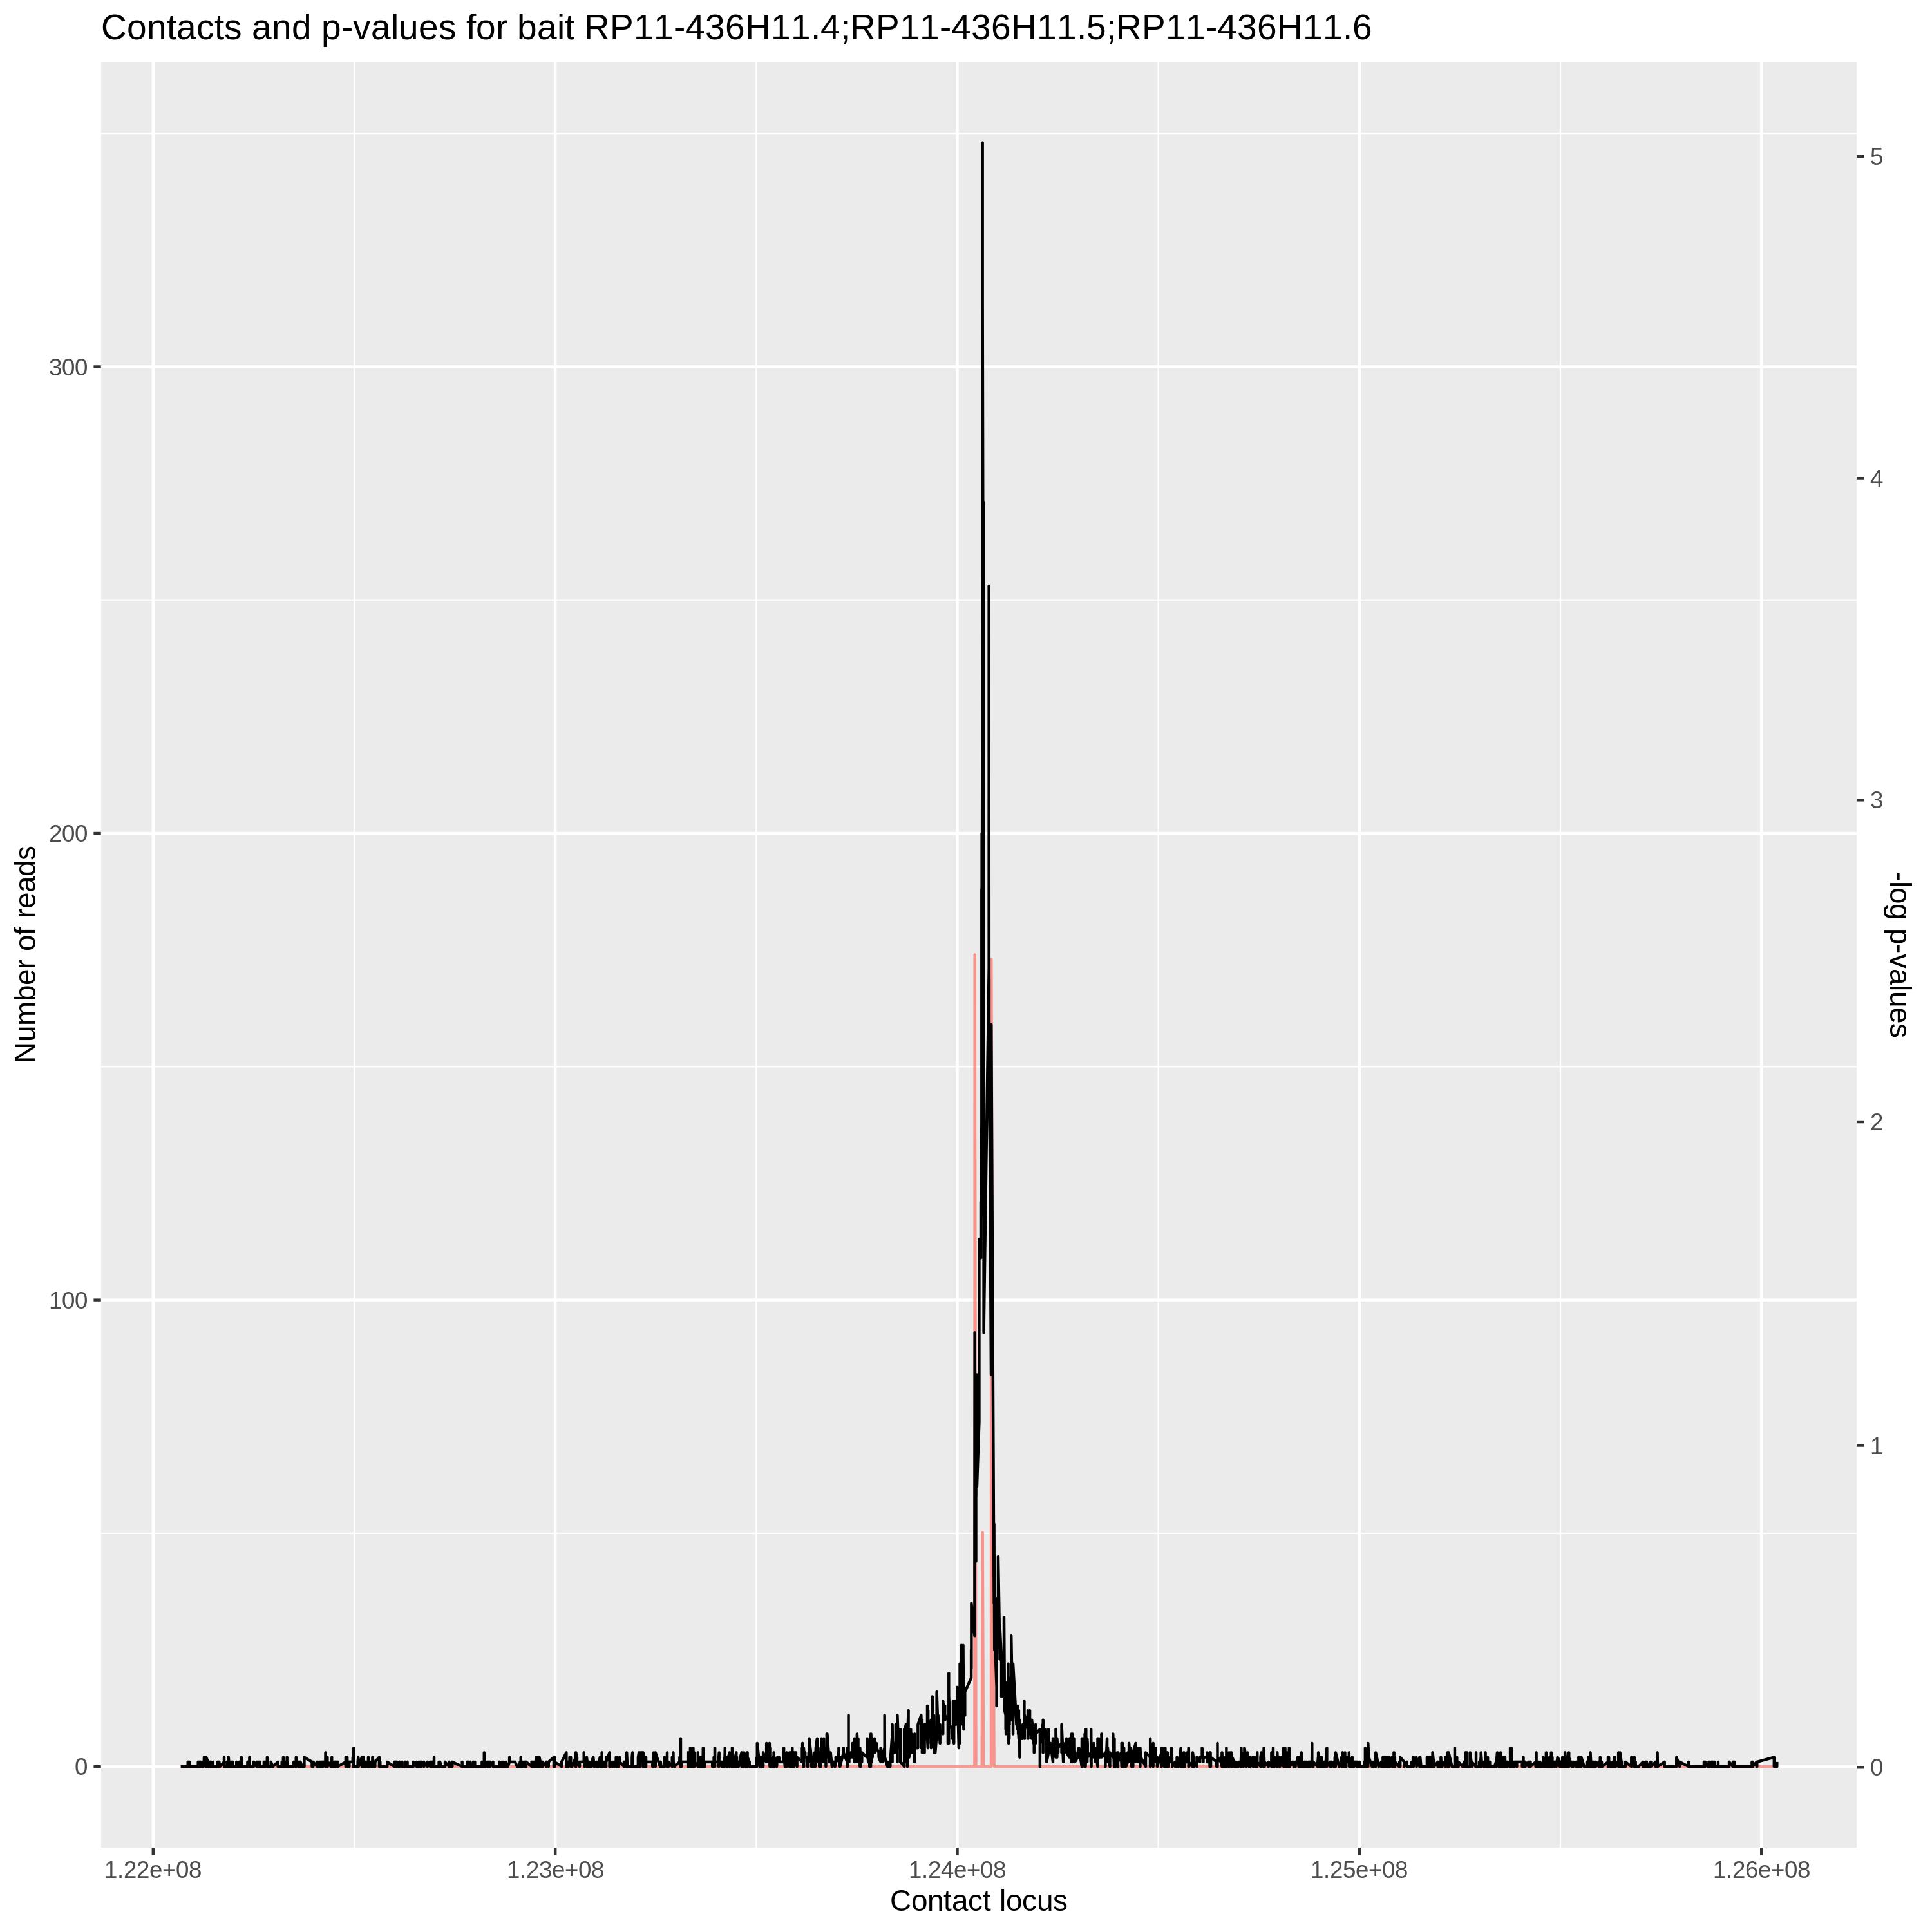 Contacts and p-values for bait RP11-436H11.4;RP11-436H11.5;RP11-436H11.6
Number of reads
300
200
100
0
5
4
3
2
1
0
-log p-values
1.22e+08
1.23e+08
1.24e+08
1.25e+08
1.26e+08
Contact locus